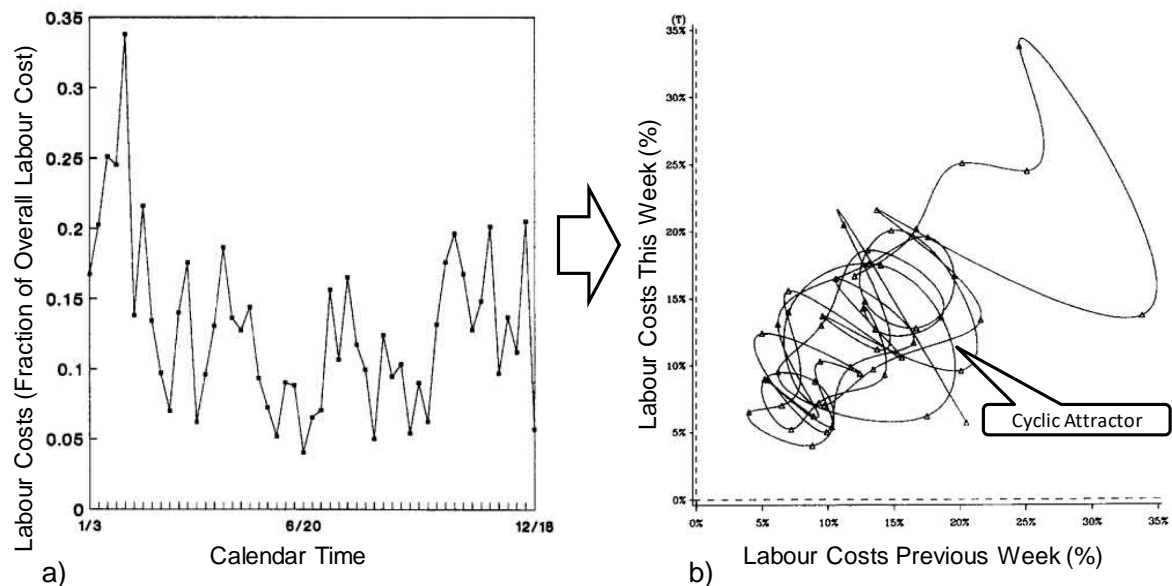 Labour Costs (Fraction of Overall Labour Cost)
0.35
0.3
0.25
0.2
0.15
0.1
0.05
0
1/3 6/20 12/18
Calendar Time
a)
Labour Costs This Week (%)
(T)
35%
30%
25%
20%
15%
10%
5%
0%
0% 5% 10% 15% 20% 25% 30% 35%
Cyclic Attractor
Labour Costs Previous Week (%)
b)